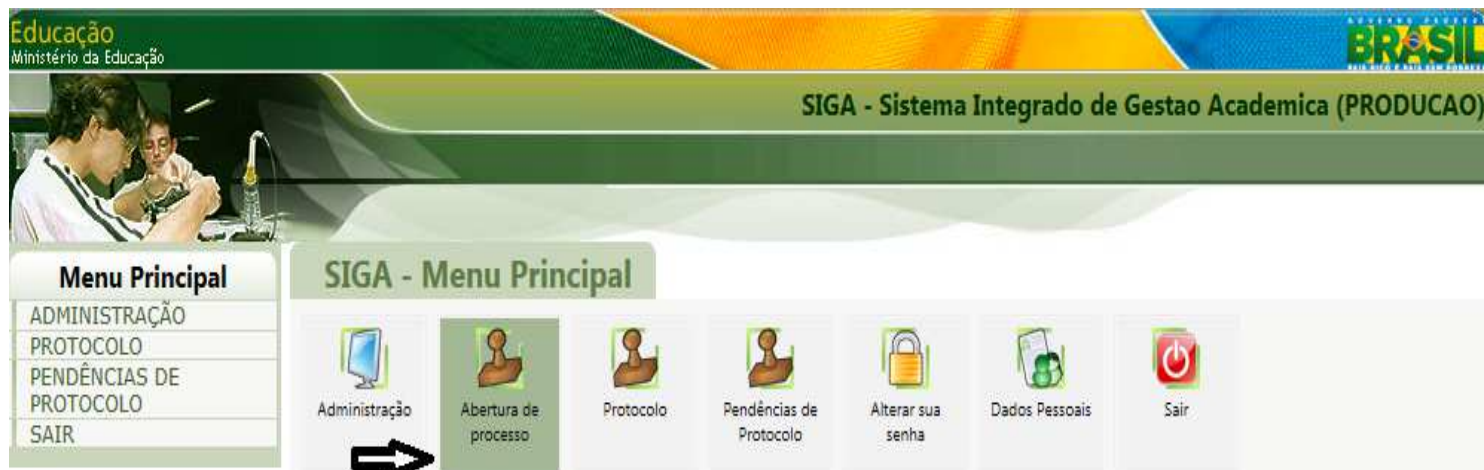 Educação
Ministério da Educação
BRASIL
SIGA - Sistema Integrado de Gestao Academica (PRODUCAO)
Menu Principal
ADMINISTRAÇÃO
PROTOCOLO
PENDÊNCIAS DE
PROTOCOLO
SAIR
SIGA - Menu Principal
Administração
Abertura de
processo
Protocolo
Pendências de
Protocolo
Alterar sua
senha
Dados Pessoais
Sair